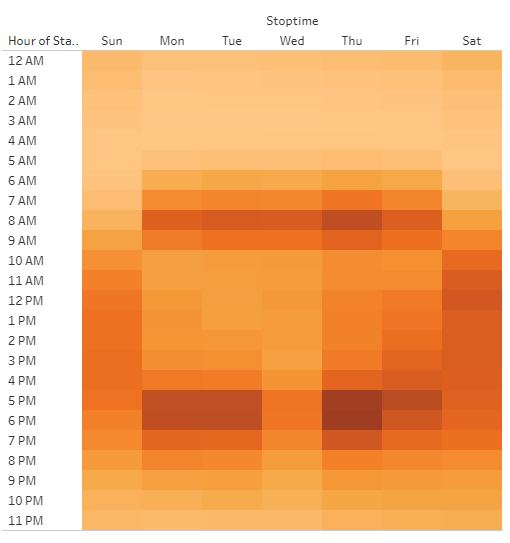 Stoptime
Hour of Sta.. Sun Mon Tue Wed Thu Fri Sat
12 AM
1 AM
2 AM
3 AM
4 AM
5 AM
6 AM
7 AM
8 AM
9 AM
10 AM
11 AM
12 PM
1 PM
2 PM
3 PM
4 PM
5 PM
6 PM
7 PM
8 PM
9 PM
10 PM
11 PM